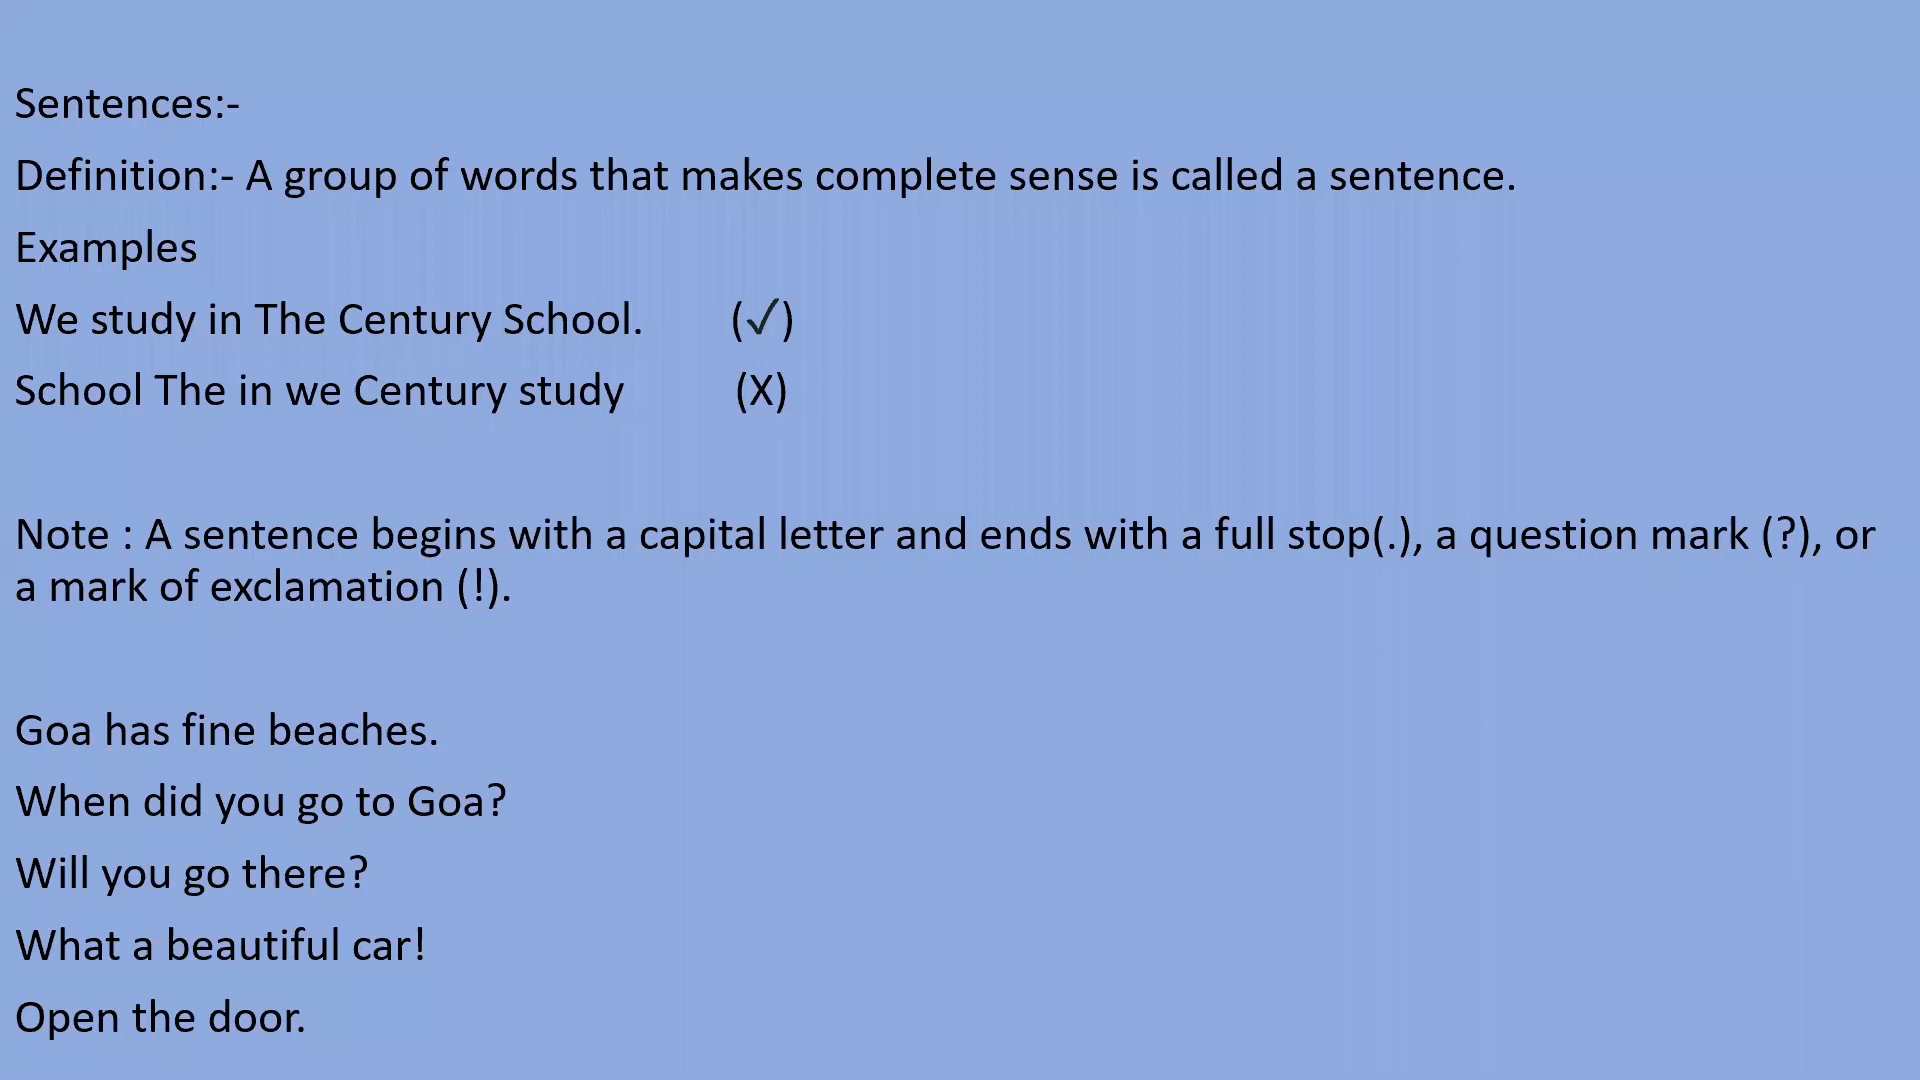 Sentences:-
Definition:- A group of words that makes complete sense is called a sentence.
Examples
We study in The Century School. (✓)
School The in we Century study (X)
Note : A sentence begins with a capital letter and ends with a full stop(.), a question mark (?), or
a mark of exclamation (!).
Goa has fine beaches.
When did you go to Goa?
Will you go there?
What a beautiful car!
Open the door.